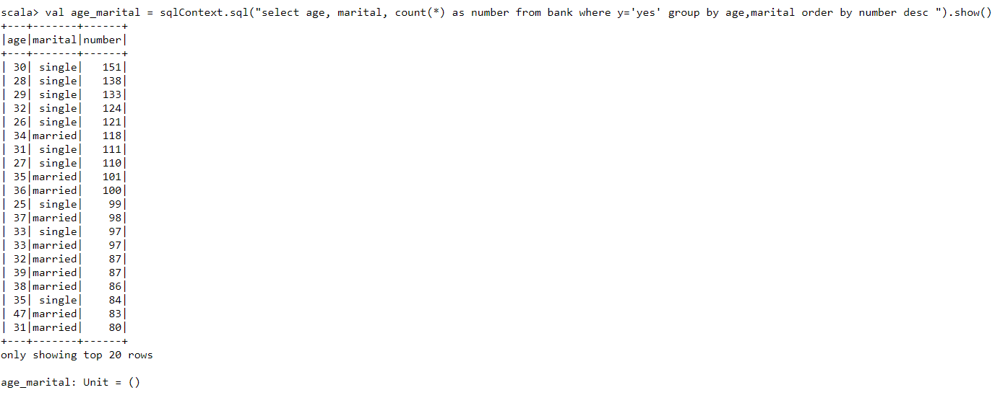 scala> val age_marital = sqlContext.sql("select age, marital, count(*) as number from bank where y='yes' group by age,marital order by number desc ").show()
+---+-------+------+
|age|marital|number|
+---+-------+------+
| 30| single|   151|
| 28| single|   138|
| 29| single|   133|
| 32| single|   124|
| 26| single|   121|
| 34|married|   118|
| 31| single|   111|
| 27| single|   110|
| 35|married|   101|
| 36|married|   100|
| 25| single|    99|
| 37|married|    98|
| 33| single|    97|
| 33|married|    97|
| 32|married|    87|
| 39|married|    87|
| 38|married|    86|
| 35| single|    84|
| 47|married|    83|
| 31|married|    80|
+---+-------+------+
only showing top 20 rows
age_marital: Unit = ()